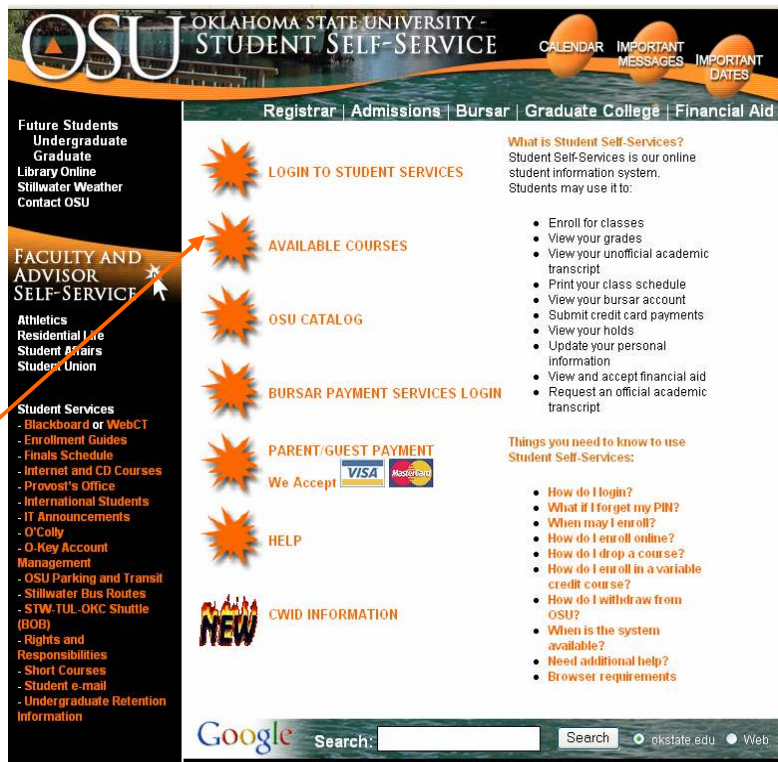 OSU
OKLAHOMA STATE UNIVERSITY -
STUDENT SELF-SERVICE
CALENDAR
IMPORTANT
MESSAGES
IMPORTANT
DATES
Registrar | Admissions | Bursar | Graduate College | Financial Aid
Future Students
Undergraduate
Graduate
Library Online
Stillwater Weather
Contact OSU
FACULTY AND
ADVISOR
SELF-SERVICE
Athletics
Residential Life
Student Affairs
Student Union
Student Services
- Blackboard or WebCT
- Enrollment Guides
- Finals Schedule
- Internet and CD Courses
- Provost's Office
- International Students
- IT Announcements
- O'Colly
- O-Key Account
Management
- OSU Parking and Transit
- Stillwater Bus Routes
- STW-TUL-OKC Shuttle
(BOB)
- Rights and
Responsibilities
- Short Courses
- Student e-mail
- Undergraduate Retention
Information
LOGIN TO STUDENT SERVICES
AVAILABLE COURSES
OSU CATALOG
BURSAR PAYMENT SERVICES LOGIN
PARENT/GUEST PAYMENT
We Accept VISA MasterCard
HELP
NEW
CWID INFORMATION
What is Student Self-Services?
Student Self-Services is our online
student information system.
Students may use it to:
• Enroll for classes
• View your grades
• View your unofficial academic
transcript
• Print your class schedule
• View your bursar account
• Submit credit card payments
• View your holds
• Update your personal
information
• View and accept financial aid
• Request an official academic
transcript
Things you need to know to use
Student Self-Services:
• How do I login?
• What if I forget my PIN?
• When may I enroll?
• How do I enroll online?
• How do I drop a course?
• How do I enroll in a variable
credit course?
• How do I withdraw from
OSU?
• When is the system
available?
• Need additional help?
• Browser requirements
Google Search: Search okstate.edu Web